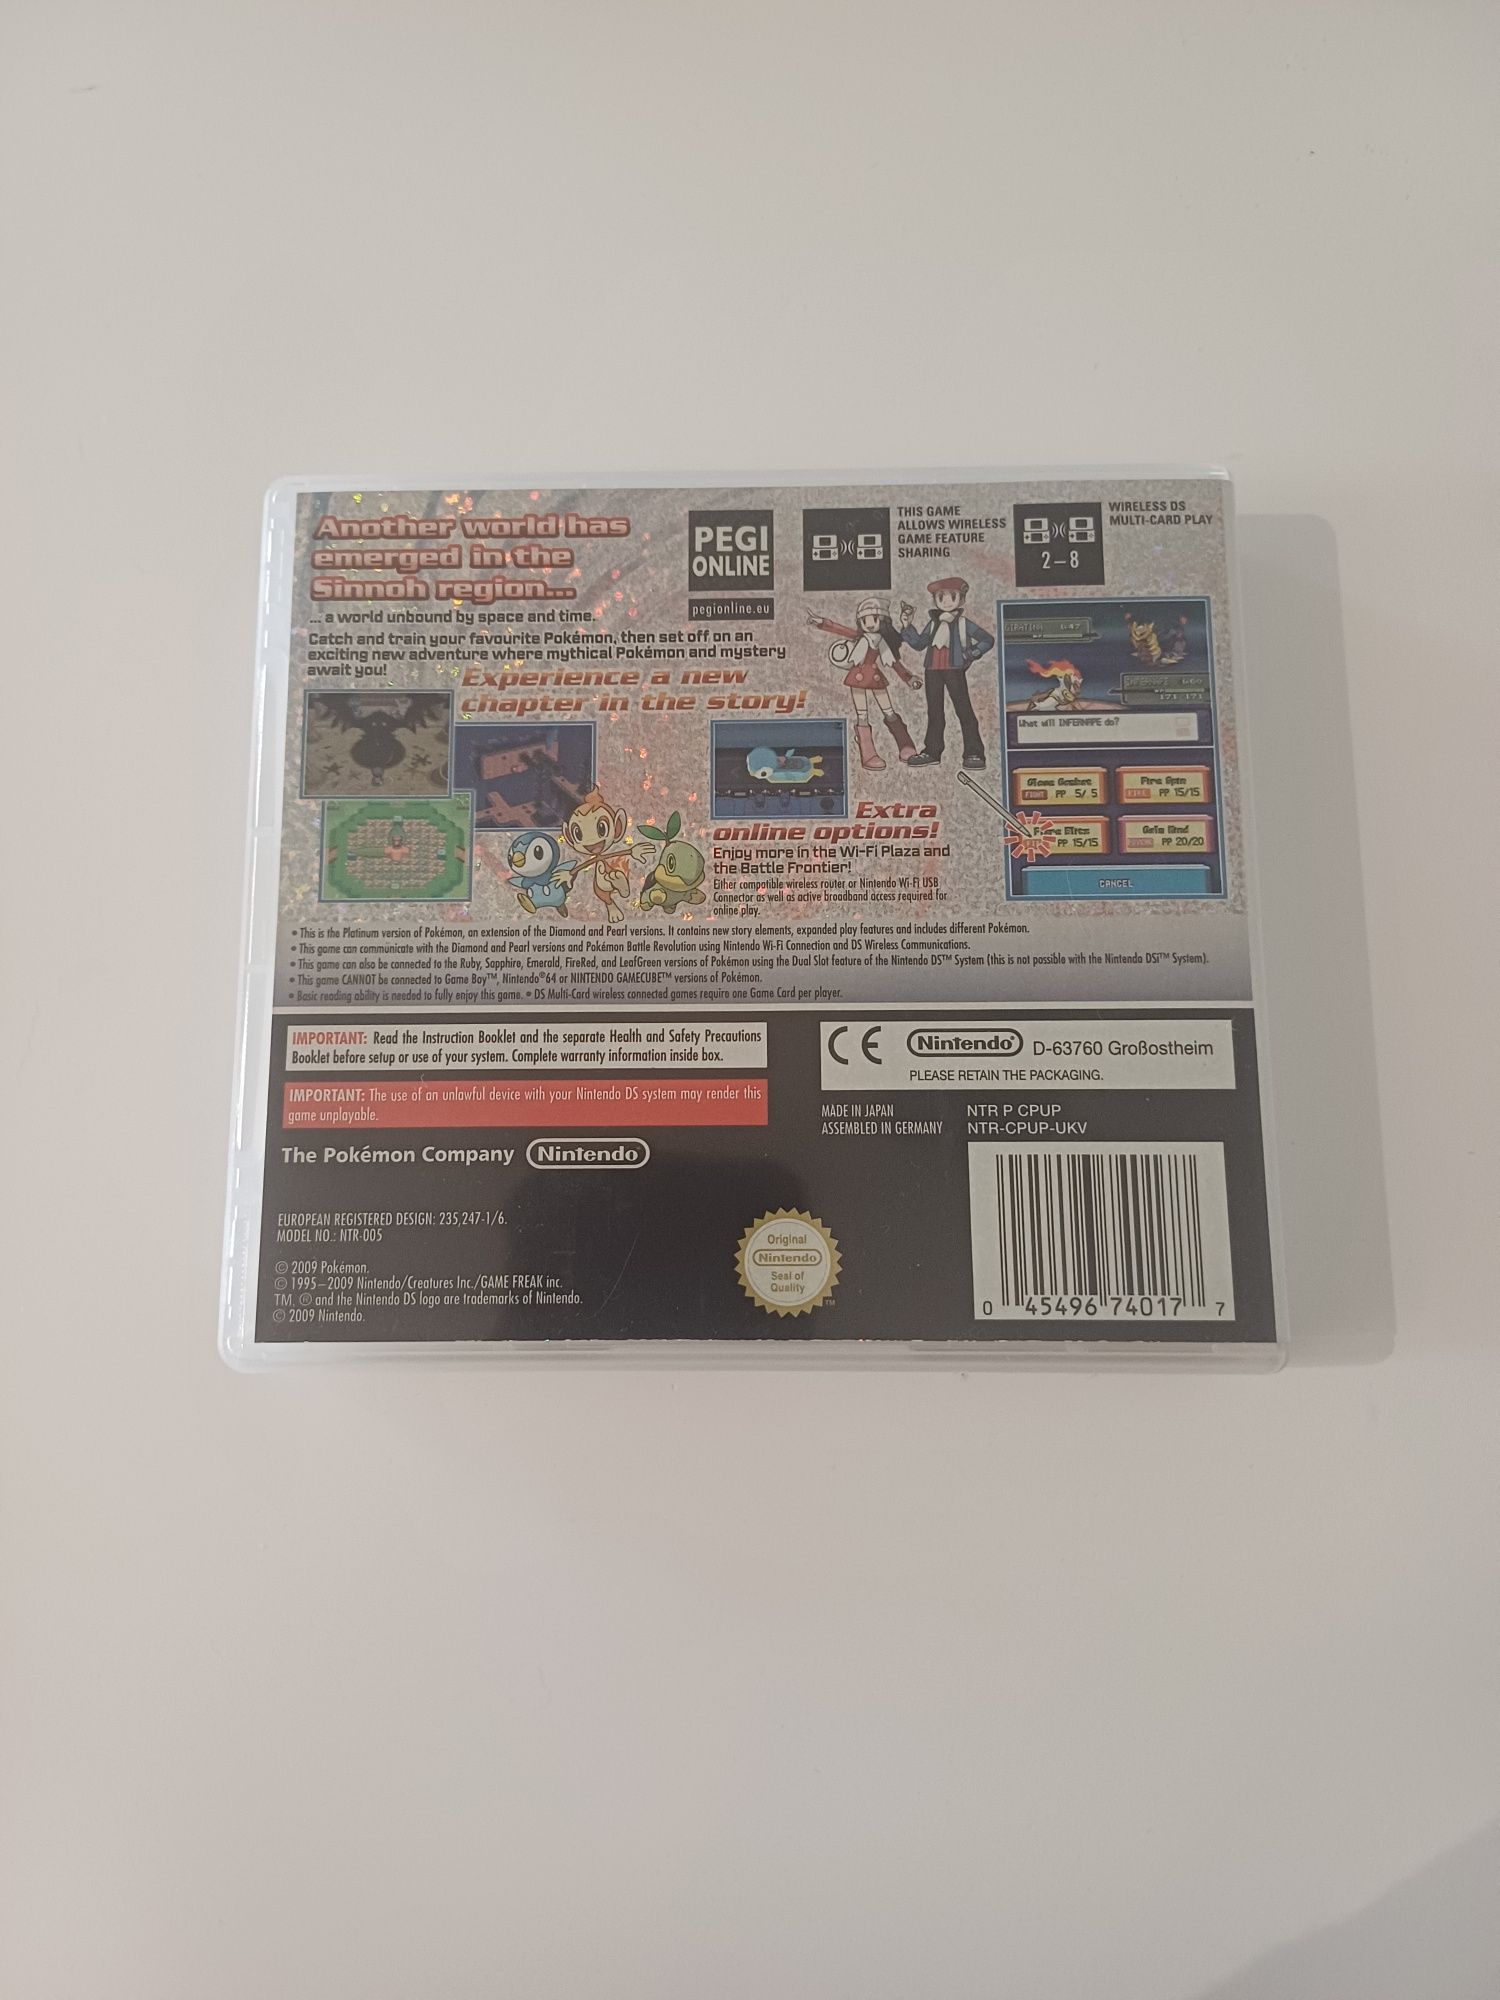 Another world has
emerged in the
Sinnoh region...
... a world unbound by space and time.
Catch and train your favourite Pokémon, then set off on an
exciting new adventure where mythical Pokémon and mystery
await you!
Experience a new
chapter in the story!
PEGI
ONLINE
pegionline.eu
THIS GAME
ALLOWS WIRELESS
GAME FEATURE
SHARING
2–8
WIRELESS DS
MULTI-CARD PLAY
GIRATINA L47
INFERNAPE
171/171
What will INFERNAPE do?
Close Combat
FIGHT PP 5/ 5
Fire Spin
FIRE PP 15/15
Flare Blitz
PP 15/15
Calm Mind
PP 20/20
CANCEL
Extra
online options!
Enjoy more in the Wi-Fi Plaza and
the Battle Frontier!
Either compatible wireless router or Nintendo Wi-Fi USB
Connector as well as active broadband access required for
online play.
• This is the Platinum version of Pokémon, an extension of the Diamond and Pearl versions. It contains new story elements, expanded play features and includes different Pokémon.
• This game can communicate with the Diamond and Pearl versions and Pokémon Battle Revolution using Nintendo Wi-Fi Connection and DS Wireless Communications.
• This game can also be connected to the Ruby, Sapphire, Emerald, FireRed, and LeafGreen versions of Pokémon using the Dual Slot feature of the Nintendo DS™ System (this is not possible with the Nintendo DSi™ System).
• This game CANNOT be connected to Game Boy™, Nintendo®64 or NINTENDO GAMECUBE™ versions of Pokémon.
• Basic reading ability is needed to fully enjoy this game. • DS Multi-Card wireless connected games require one Game Card per player.
IMPORTANT: Read the Instruction Booklet and the separate Health and Safety Precautions
Booklet before setup or use of your system. Complete warranty information inside box.
IMPORTANT: The use of an unlawful device with your Nintendo DS system may render this
game unplayable.
CE Nintendo® D-63760 Großostheim
PLEASE RETAIN THE PACKAGING.
MADE IN JAPAN
ASSEMBLED IN GERMANY
NTR P CPUP
NTR-CPUP-UKV
The Pokémon Company Nintendo
EUROPEAN REGISTERED DESIGN: 235,247-1/6.
MODEL NO.: NTR-005
© 2009 Pokémon.
© 1995–2009 Nintendo/Creatures Inc./GAME FREAK inc.
TM, ® and the Nintendo DS logo are trademarks of Nintendo.
© 2009 Nintendo.
Original
Nintendo
Seal of
Quality
TM
0 45496 74017 7